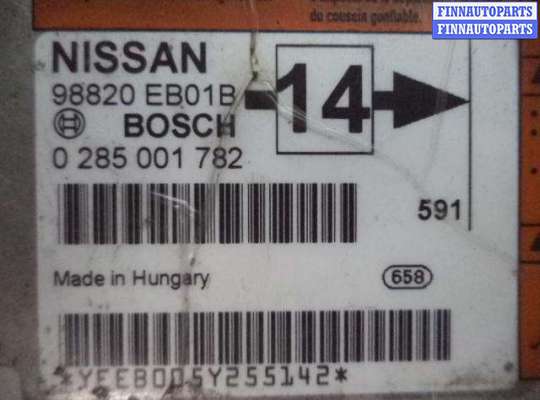 du coussin gonflable.
FINNAUTOPARTS
FINNAUTOPARTS
FINNAUTOPARTS
NISSAN
98820 EB01B
14
BOSCH
0 285 001 782
591
Made in Hungary
658
*YEEB005Y255142*